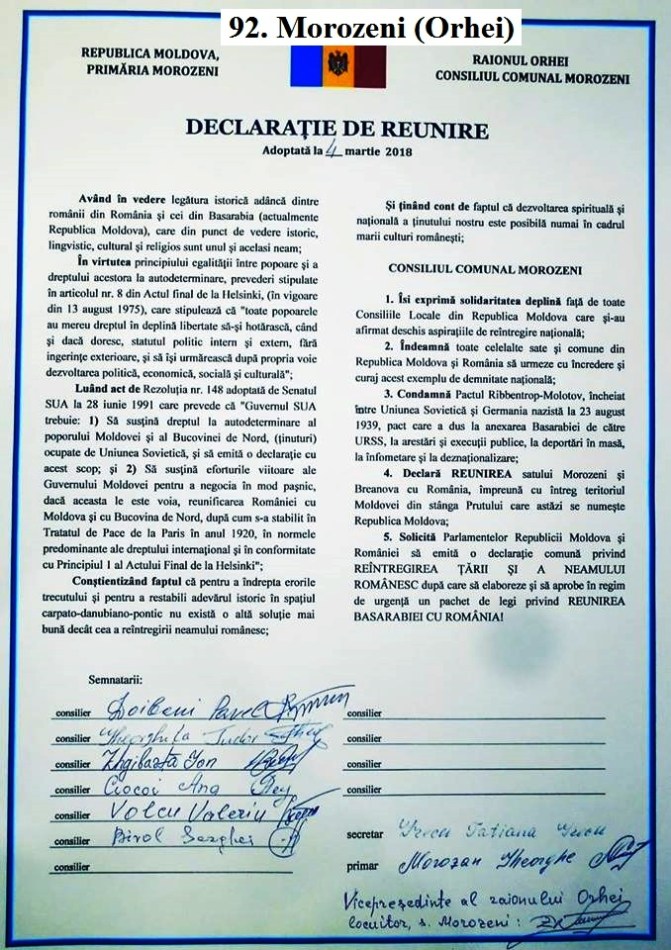 92. Morozeni (Orhei)
REPUBLICA MOLDOVA,
PRIMĂRIA MOROZENI
RAIONUL ORHEI
CONSILIUL COMUNAL MOROZENI
DECLARAȚIE DE REUNIRE
Adoptată la 4 martie 2018
Având în vedere legătura istorică adâncă dintre
românii din România și cei din Basarabia (actualmente
Republica Moldova), care din punct de vedere istoric,
lingvistic, cultural și religios sunt unul și acelasi neam;
În virtutea principiului egalității între popoare și a
dreptului acestora la autodeterminare, prevederi stipulate
în articolul nr. 8 din Actul final de la Helsinki, (în vigoare
din 13 august 1975), care stipulează că "toate popoarele
au mereu dreptul în deplină libertate să-și hotărască, când
și dacă doresc, statutul politic intern și extern, fără
ingerințe exterioare, și să își urmărească după propria voie
dezvoltarea politică, economică, socială și culturală";
Luând act de Rezoluția nr. 148 adoptată de Senatul
SUA la 28 iunie 1991 care prevede că "Guvernul SUA
trebuie: 1) Să susțină dreptul la autodeterminare al
poporului Moldovei și al Bucovinei de Nord, (ținuturi)
ocupate de Uniunea Sovietică, și să emită o declarație cu
acest scop; și 2) Să susțină eforturile viitoare ale
Guvernului Moldovei pentru a negocia în mod pașnic,
dacă aceasta le este voia, reunificarea României cu
Moldova și cu Bucovina de Nord, după cum s-a stabilit în
Tratatul de Pace de la Paris în anul 1920, în normele
predominante ale dreptului internațional și în conformitate
cu Principiul 1 al Actului Final de la Helsinki";
Conștientizând faptul că pentru a îndrepta erorile
trecutului și pentru a restabili adevărul istoric în spațiul
carpato-danubiano-pontic nu există o altă soluție mai
bună decât cea a reîntregirii neamului românesc;
Și ținând cont de faptul că dezvoltarea spirituală și
națională a ținutului nostru este posibilă numai în cadrul
marii culturi românești;
CONSILIUL COMUNAL MOROZENI
1. Îsi exprimă solidaritatea deplină față de toate
Consiliile Locale din Republica Moldova care și-au
afirmat deschis aspirațiile de reîntregire națională;
2. Îndeamnă toate celelalte sate și comune din
Republica Moldova și România să urmeze cu încredere și
curaj acest exemplu de demnitate națională;
3. Condamnă Pactul Ribbentrop-Molotov, încheiat
între Uniunea Sovietică și Germania nazistă la 23 august
1939, pact care a dus la anexarea Basarabiei de către
URSS, la arestări și execuții publice, la deportări în masă,
la înfometare și la deznaționalizare;
4. Declară REUNIREA satului Morozeni și
Breanova cu România, împreună cu întreg teritoriul
Moldovei din stânga Prutului care astăzi se numește
Republica Moldova;
5. Solicită Parlamentelor Republicii Moldova și
României să emită o declarație comună privind
REÎNTREGIREA ȚĂRII ȘI A NEAMULUI
ROMÂNESC după care să elaboreze și să aprobe în regim
de urgență un pachet de legi privind REUNIREA
BASARABIEI CU ROMÂNIA!
Semnatarii:
consilier Doibani Pavel
consilier Gheorghița Tudor
consilier Ion
consilier Ciocoi Ana
consilier Volcu Valeriu
consilier Birol Serghei
consilier
consilier
consilier
consilier
consilier
secretar Tatiana
primar Morozan Gheorghe
Vicepreședinte al raionului Orhei
locuitor, s. Morozeni: